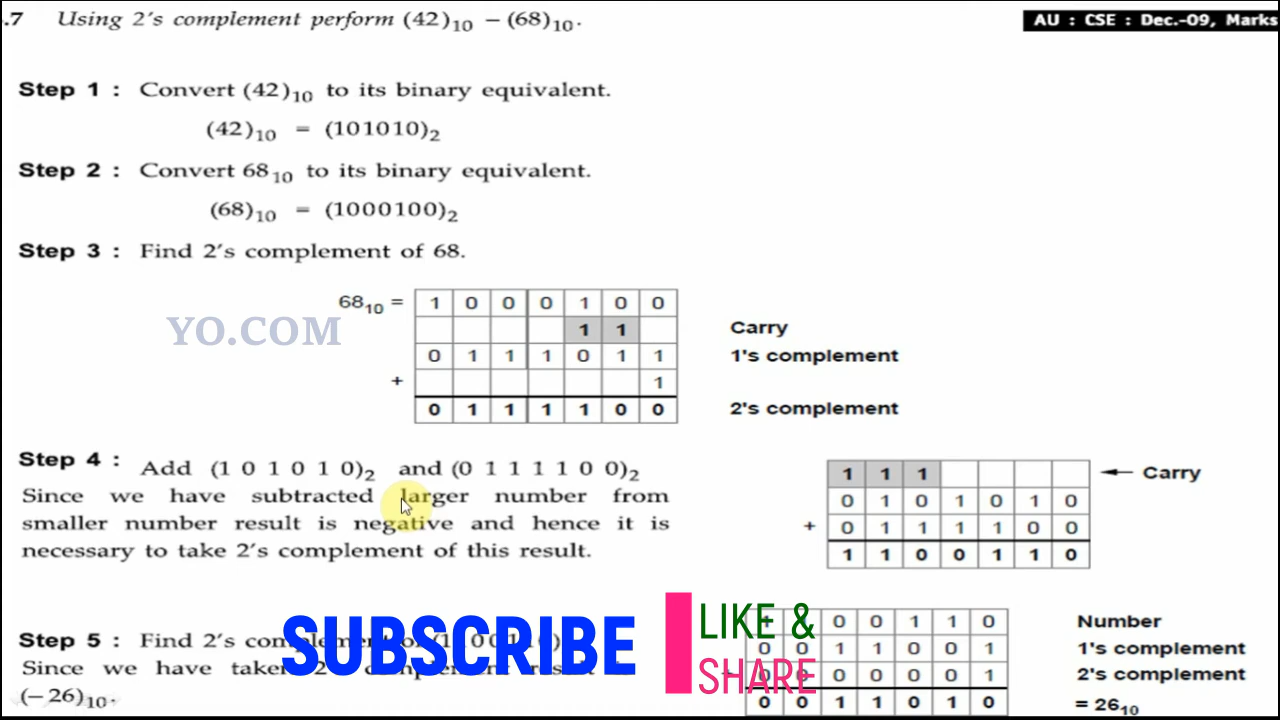 .7 Using 2's complement perform (42)₁₀ − (68)₁₀.
AU : CSE : Dec.-09, Marks
Step 1 : Convert (42)₁₀ to its binary equivalent.
(42)₁₀ = (101010)₂
Step 2 : Convert 68₁₀ to its binary equivalent.
(68)₁₀ = (1000100)₂
Step 3 : Find 2's complement of 68.
68₁₀ = 1 0 0 0 1 0 0
1 1 Carry
0 1 1 1 0 1 1 1's complement
+ 1
0 1 1 1 1 0 0 2's complement
YO.COM
Step 4 : Add (1 0 1 0 1 0)₂ and (0 1 1 1 1 0 0)₂
Since we have subtracted larger number from
smaller number result is negative and hence it is
necessary to take 2's complement of this result.
1 1 1 ← Carry
0 1 0 1 0 1 0
+ 0 1 1 1 1 0 0
1 1 0 0 1 1 0
Step 5 : Find 2's
Since we have taken
(−26)₁₀.
0 0 1 1 0 Number
0 0 1 1 0 0 1 1's complement
0 0 0 0 1 2's complement
0 0 1 1 0 1 0 = 26₁₀
SUBSCRIBE
LIKE &
SHARE